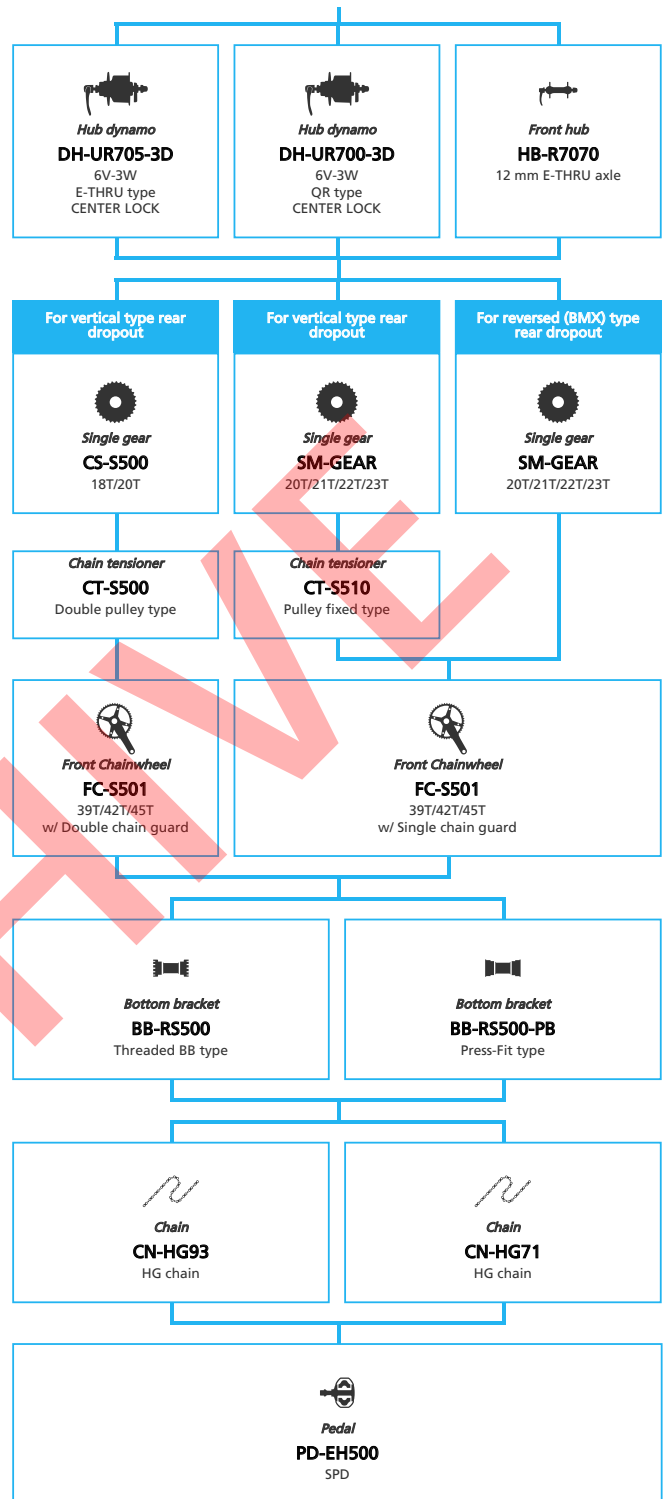 Hub dynamo
DH-UR705-3D
6V-3W
E-THRU type
CENTER LOCK
Hub dynamo
DH-UR700-3D
6V-3W
QR type
CENTER LOCK
Front hub
HB-R7070
12 mm E-THRU axle
For vertical type rear
dropout
Single gear
CS-S500
18T/20T
For vertical type rear
dropout
Single gear
SM-GEAR
20T/21T/22T/23T
For reversed (BMX) type
rear dropout
Single gear
SM-GEAR
20T/21T/22T/23T
Chain tensioner
CT-S500
Double pulley type
Chain tensioner
CT-S510
Pulley fixed type
Front Chainwheel
FC-S501
39T/42T/45T
w/ Double chain guard
Front Chainwheel
FC-S501
39T/42T/45T
w/ Single chain guard
Bottom bracket
BB-RS500
Threaded BB type
Bottom bracket
BB-RS500-PB
Press-Fit type
Chain
CN-HG93
HG chain
Chain
CN-HG71
HG chain
Pedal
PD-EH500
SPD
HIVE